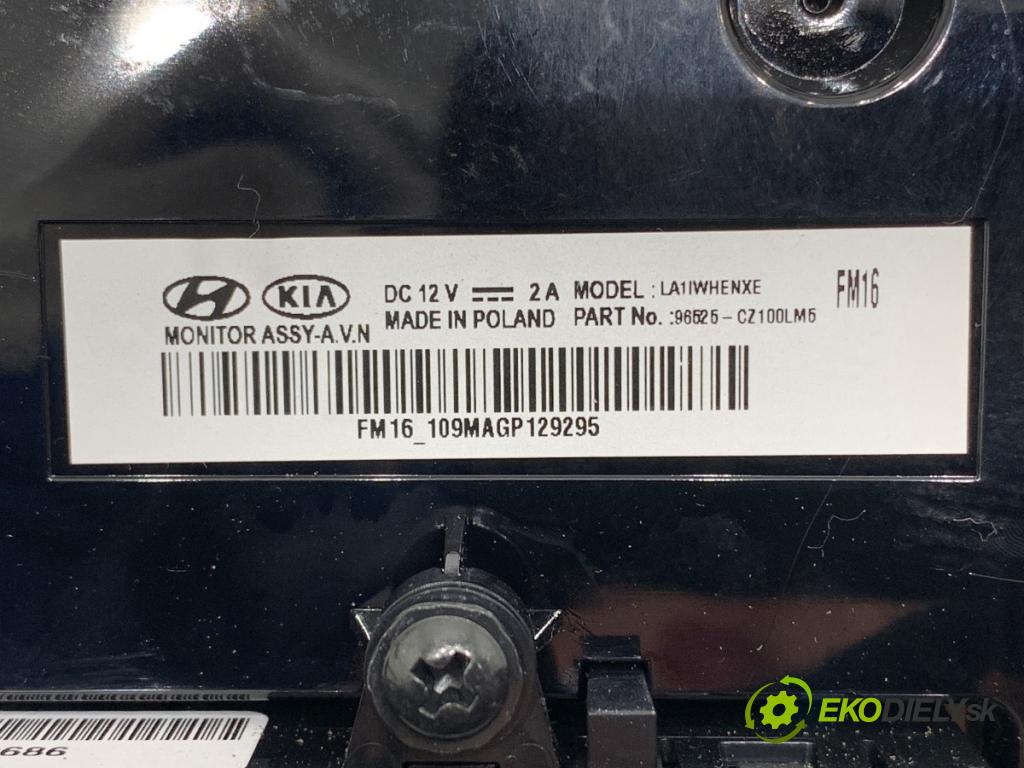 HYUNDAI KIA DC 12 V 2 A MODEL : LA1IWHENXE FM16
MONITOR ASSY-A.V.N MADE IN POLAND PART No. :96525-CZ100LM5
FM16_109MAGP129295
686
EKODIELY.sk